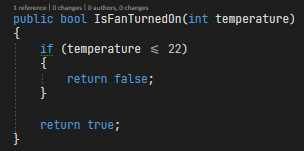 1 reference | 0 changes | 0 authors, 0 changes
public bool IsFanTurnedOn(int temperature)
{
if (temperature ⩽ 22)
{
return false;
}
return true;
}